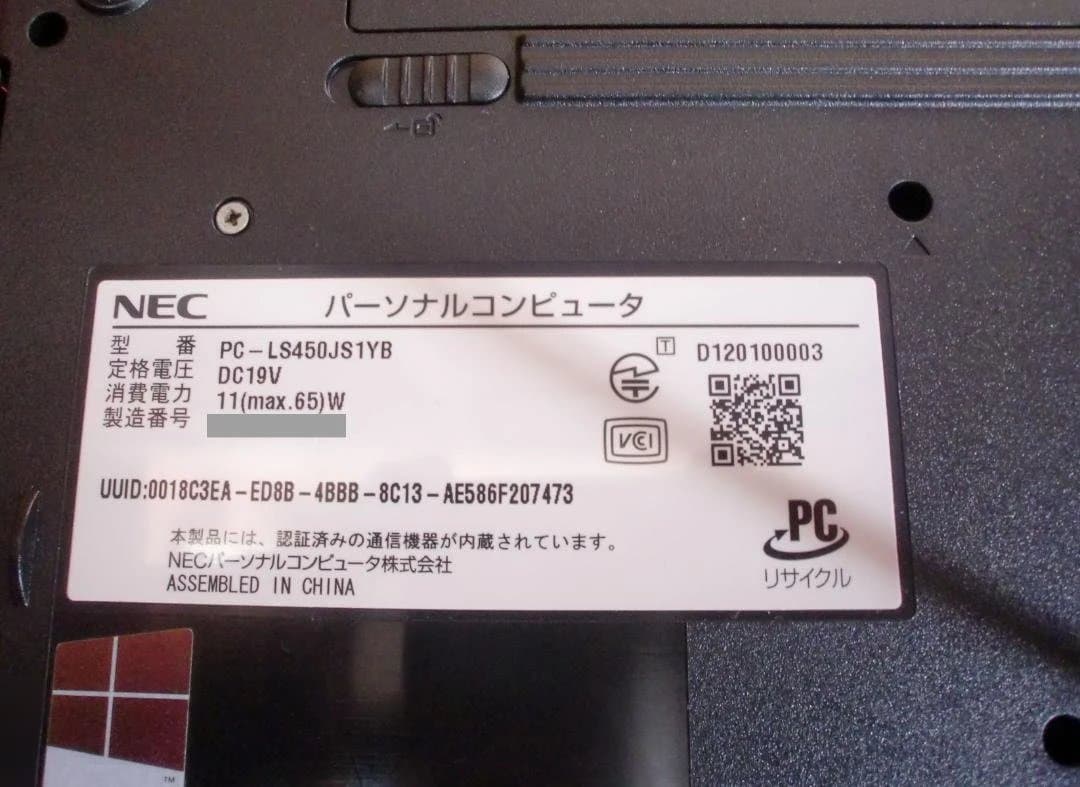 NEC パーソナルコンピュータ
型 番 PC-LS450JS1YB
定格電圧 DC19V
消費電力 11(max.65)W
製造番号
T D120100003
VCCI
UUID:0018C3EA-ED8B-4BBB-8C13-AE586F207473
本製品には、認証済みの通信機器が内蔵されています。
NECパーソナルコンピュータ株式会社
ASSEMBLED IN CHINA
PC
リサイクル
TM